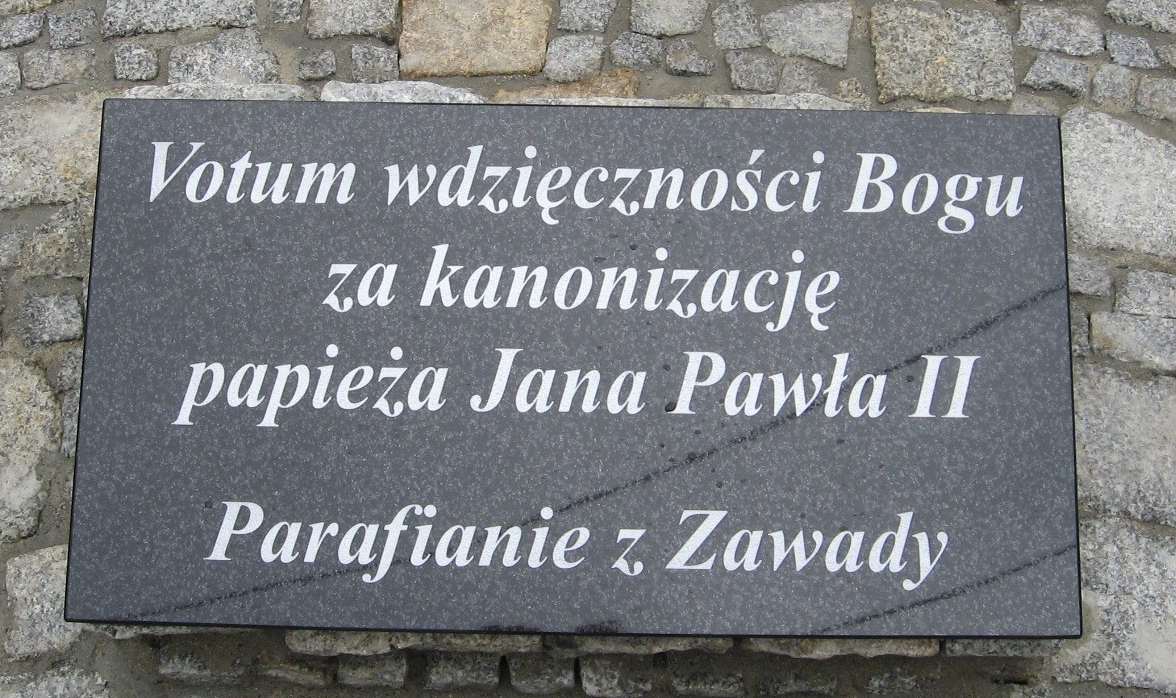 Votum wdzięczności Bogu
za kanonizację
papieża Jana Pawła II
Parafianie z Zawady